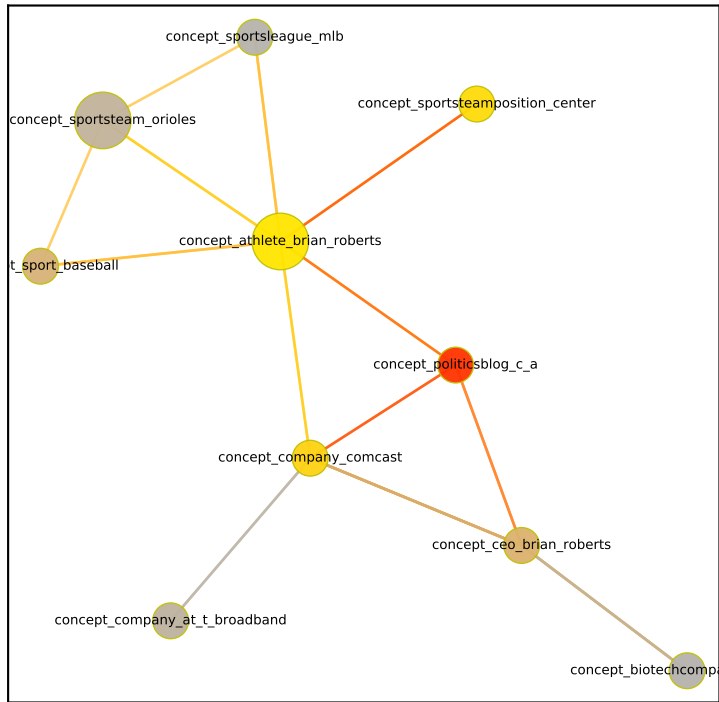 concept_sportsleague_mlb
concept_sportsteamposition_center
concept_sportsteam_orioles
concept_athlete_brian_roberts
t_sport_baseball
concept_politicsblog_c_a
concept_company_comcast
concept_ceo_brian_roberts
concept_company_at_t_broadband
concept_biotechcompa